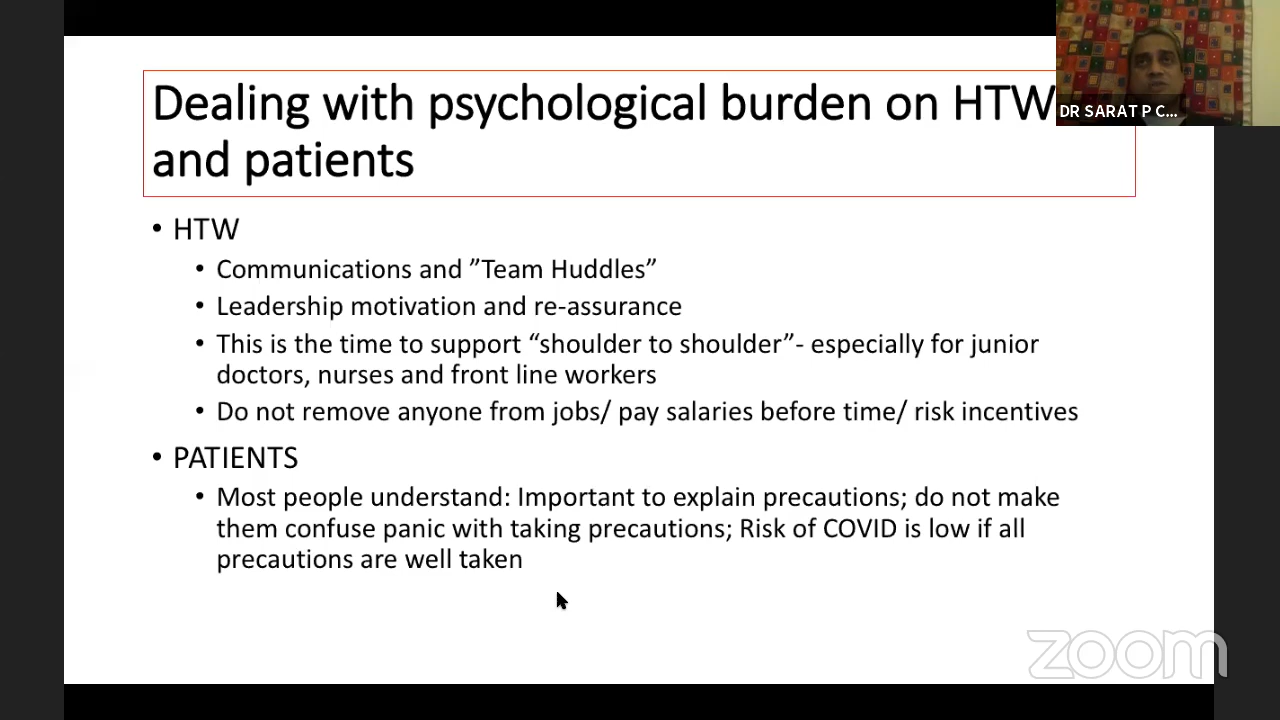 Dealing with psychological burden on HTW
and patients
DR SARAT P C...
• HTW
• Communications and ”Team Huddles”
• Leadership motivation and re-assurance
• This is the time to support “shoulder to shoulder”- especially for junior
doctors, nurses and front line workers
• Do not remove anyone from jobs/ pay salaries before time/ risk incentives
• PATIENTS
• Most people understand: Important to explain precautions; do not make
them confuse panic with taking precautions; Risk of COVID is low if all
precautions are well taken
zoom